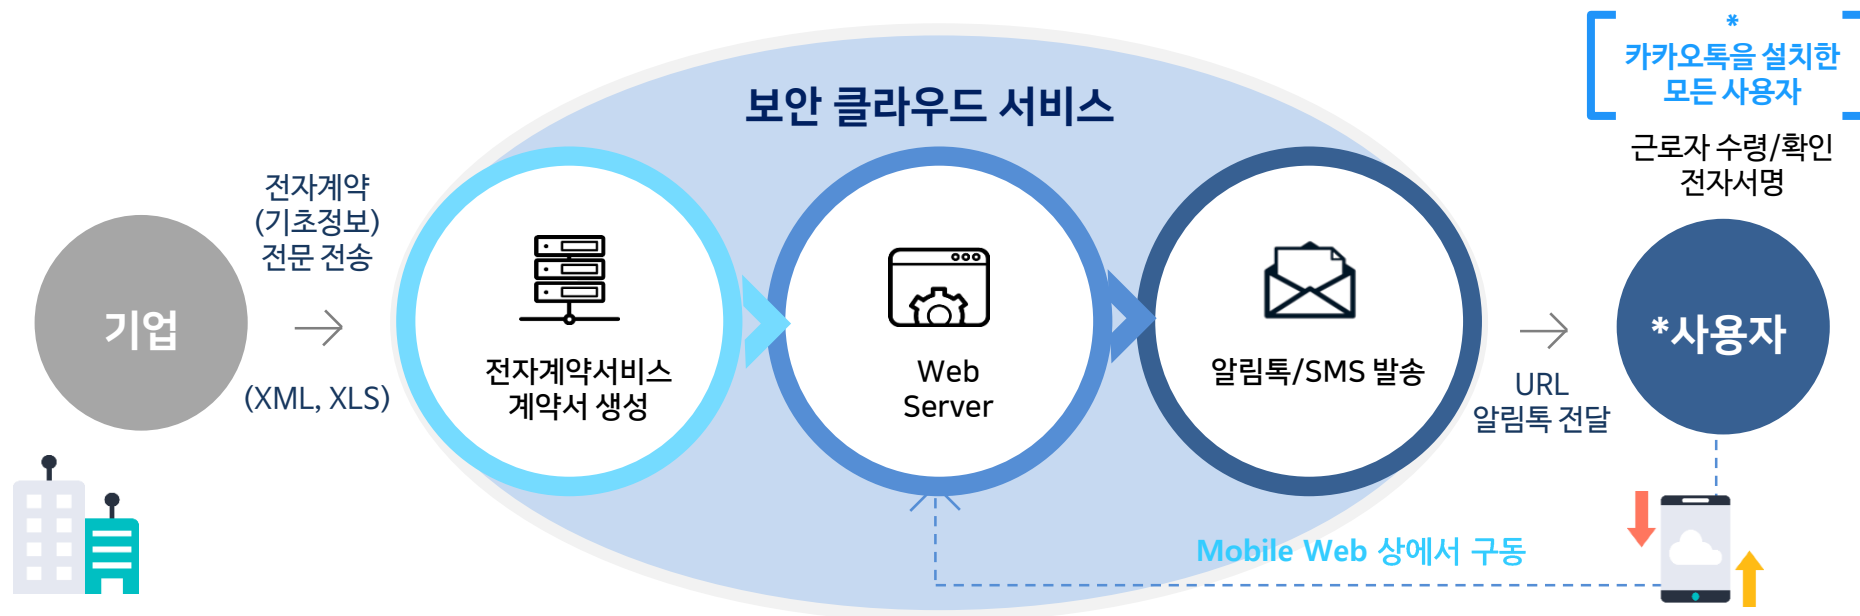 *
카카오톡을 설치한
모든 사용자
보안 클라우드 서비스
근로자 수령/확인
전자서명
전자계약
(기초정보)
전문 전송
기업
(XML, XLS)
전자계약서비스
계약서 생성
Web
Server
알림톡/SMS 발송
URL
알림톡 전달
*사용자
Mobile Web 상에서 구동